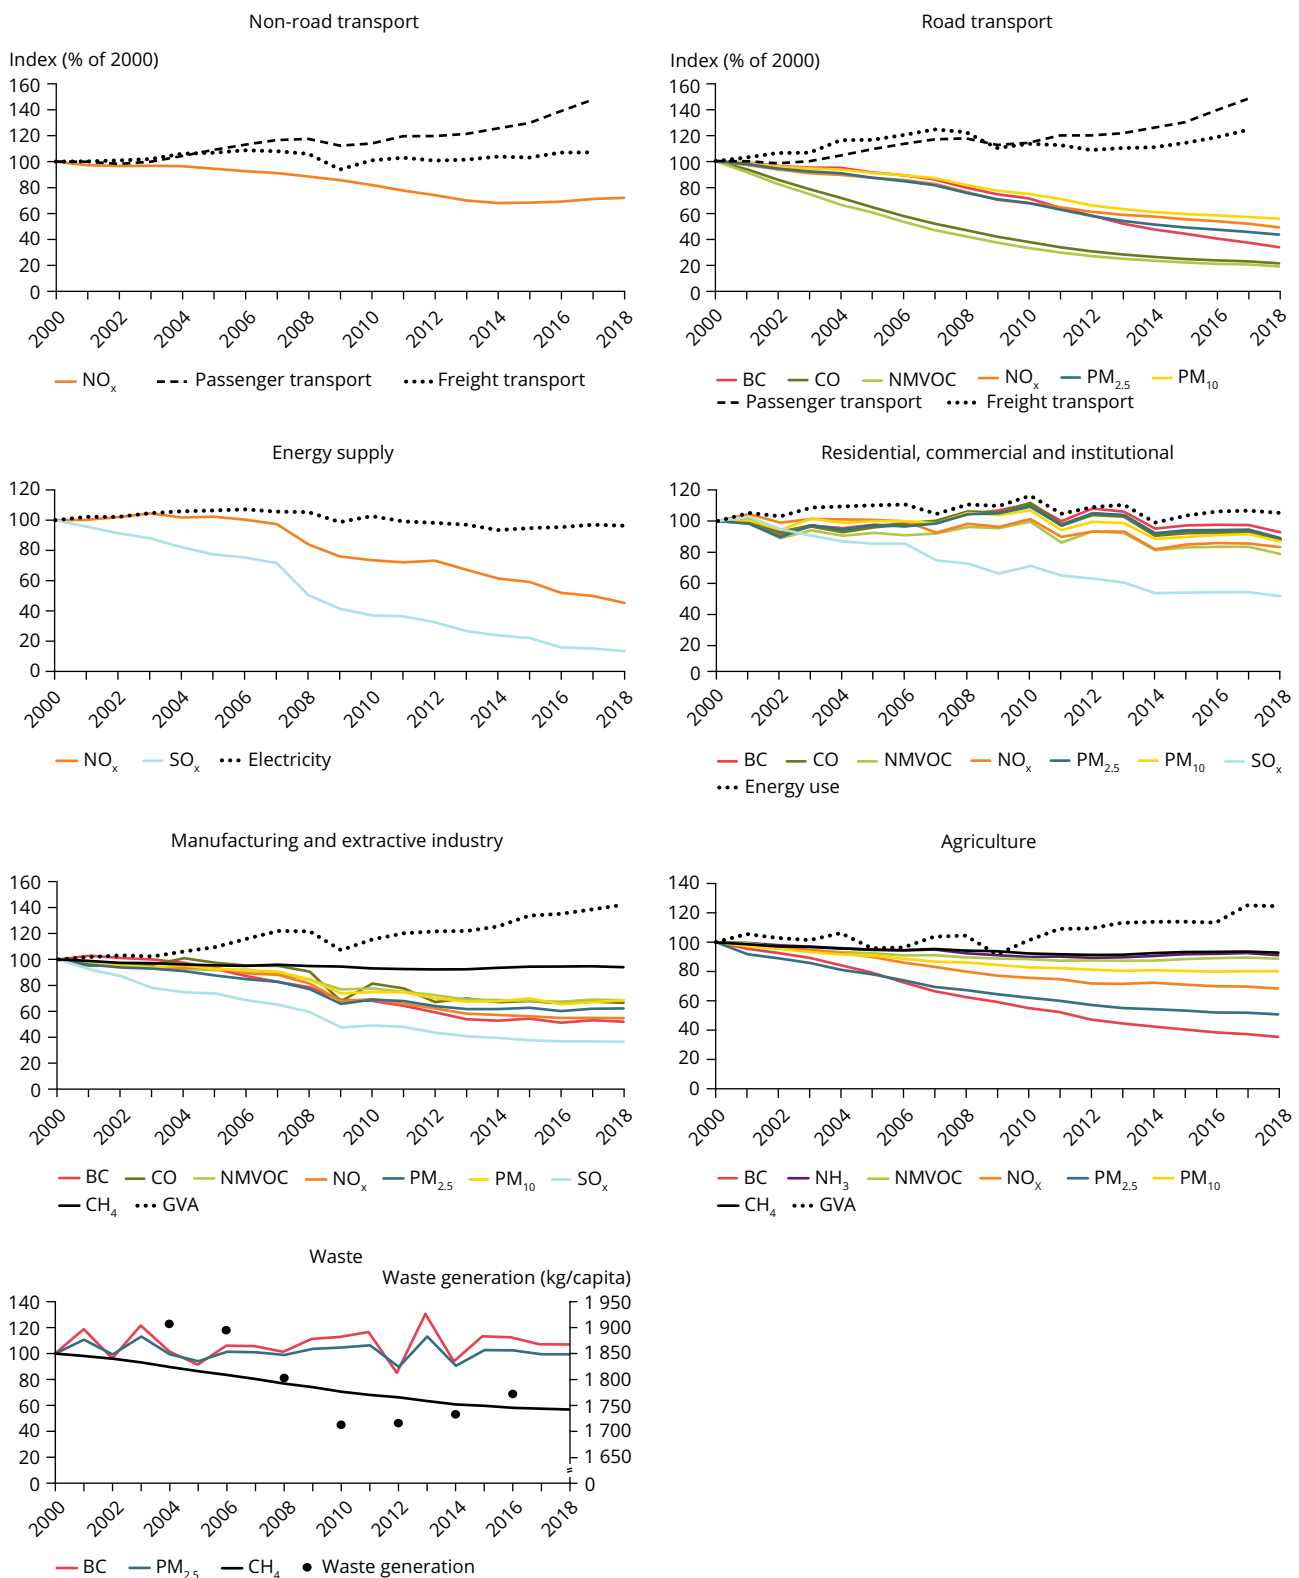 Non-road transport
Index (% of 2000)
160
140
120
100
80
60
40
20
0
2000 2002 2004 2006 2008 2010 2012 2014 2016 2018
NOx Passenger transport Freight transport
Road transport
Index (% of 2000)
160
140
120
100
80
60
40
20
0
2000 2002 2004 2006 2008 2010 2012 2014 2016 2018
BC CO NMVOC NOx PM2.5 PM10
Passenger transport Freight transport
Energy supply
120
100
80
60
40
20
0
2000 2002 2004 2006 2008 2010 2012 2014 2016 2018
NOx SOx Electricity
Residential, commercial and institutional
120
100
80
60
40
20
0
2000 2002 2004 2006 2008 2010 2012 2014 2016 2018
BC CO NMVOC NOx PM2.5 PM10 SOx
Energy use
Manufacturing and extractive industry
160
140
120
100
80
60
40
20
0
2000 2002 2004 2006 2008 2010 2012 2014 2016 2018
BC CO NMVOC NOx PM2.5 PM10 SOx
CH4 GVA
Agriculture
140
120
100
80
60
40
20
0
2000 2002 2004 2006 2008 2010 2012 2014 2016 2018
BC NH3 NMVOC NOx PM2.5 PM10
CH4 GVA
Waste
Waste generation (kg/capita)
140
120
100
80
60
40
20
0
1 950
1 900
1 850
1 800
1 750
1 700
1 650
0
2000 2002 2004 2006 2008 2010 2012 2014 2016 2018
BC PM2.5 CH4 Waste generation